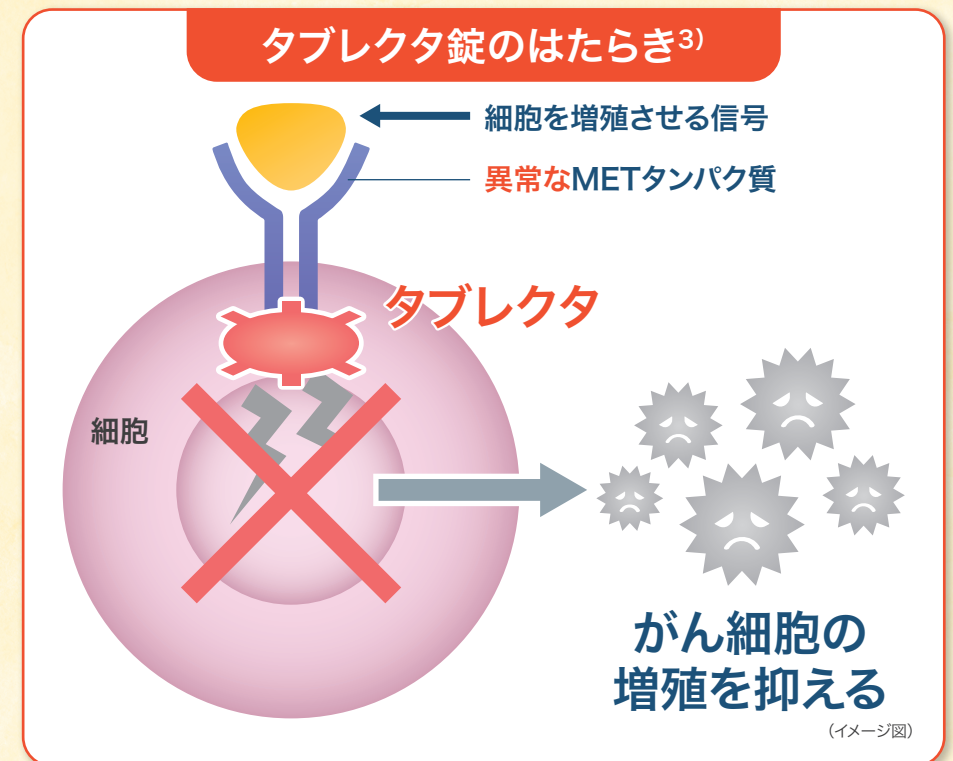 タブレクタ錠のはたらき3)
細胞を増殖させる信号
異常なMETタンパク質
タブレクタ
細胞
がん細胞の
増殖を抑える
(イメージ図)